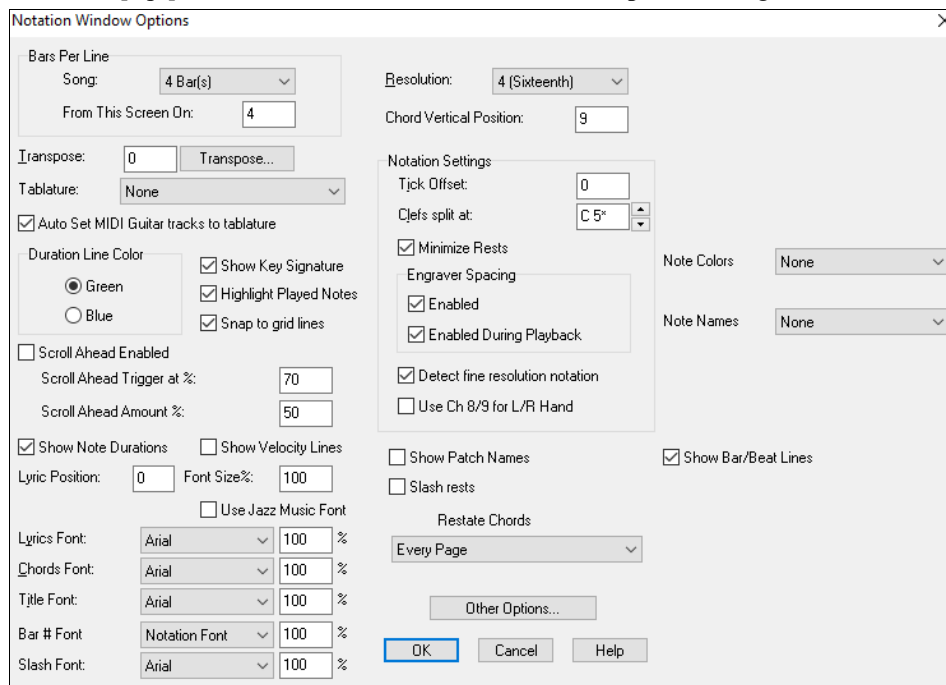 Notation Window Options
Bars Per Line
Song: 4 Bar(s)
From This Screen On: 4
Resolution: 4 (Sixteenth)
Chord Vertical Position: 9
Transpose: 0 Transpose...
Tablature: None
Auto Set MIDI Guitar tracks to tablature
Duration Line Color
Green
Blue
Show Key Signature
Highlight Played Notes
Snap to grid lines
Scroll Ahead Enabled
Scroll Ahead Trigger at %: 70
Scroll Ahead Amount %: 50
Show Note Durations Show Velocity Lines
Lyric Position: 0 Font Size%: 100
Use Jazz Music Font
Lyrics Font: Arial 100 %
Chords Font: Arial 100 %
Title Font: Arial 100 %
Bar # Font Notation Font 100 %
Slash Font: Arial 100 %
Notation Settings
Tick Offset: 0
Clefs split at: C 5*
Minimize Rests
Engraver Spacing
Enabled
Enabled During Playback
Detect fine resolution notation
Use Ch 8/9 for L/R Hand
Note Colors None
Note Names None
Show Patch Names
Show Bar/Beat Lines
Slash rests
Restate Chords
Every Page
Other Options...
OK Cancel Help